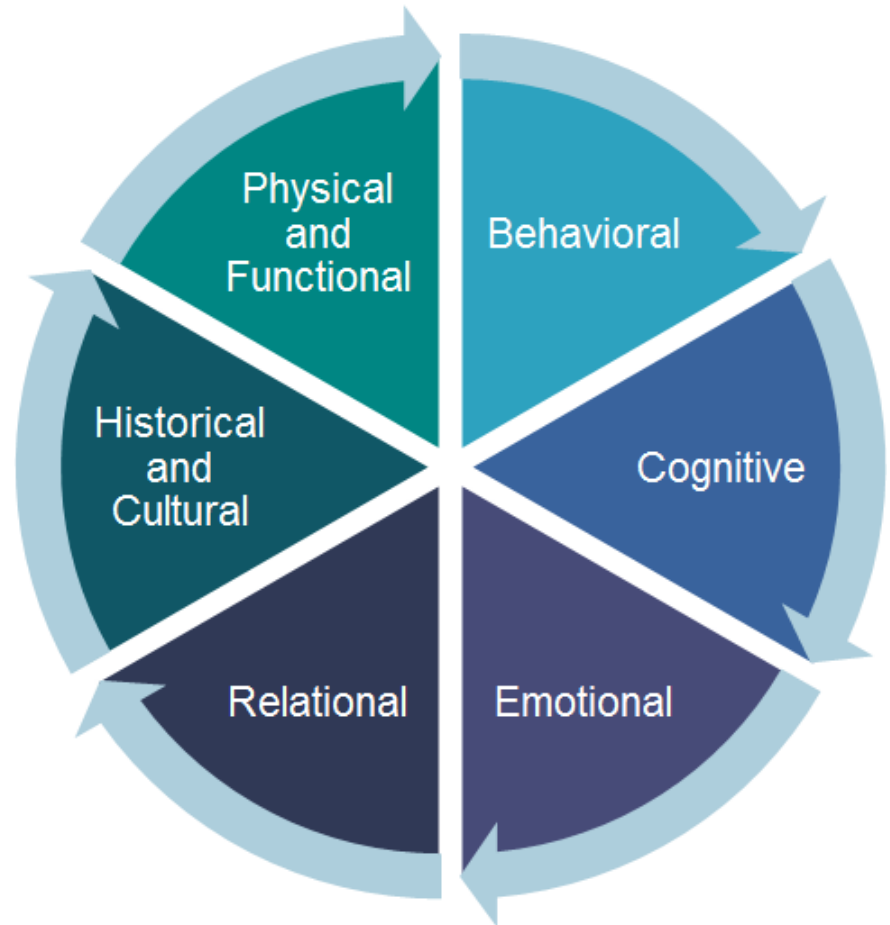 Physical
and
Functional
Behavioral
Historical
and
Cultural
Cognitive
Relational
Emotional